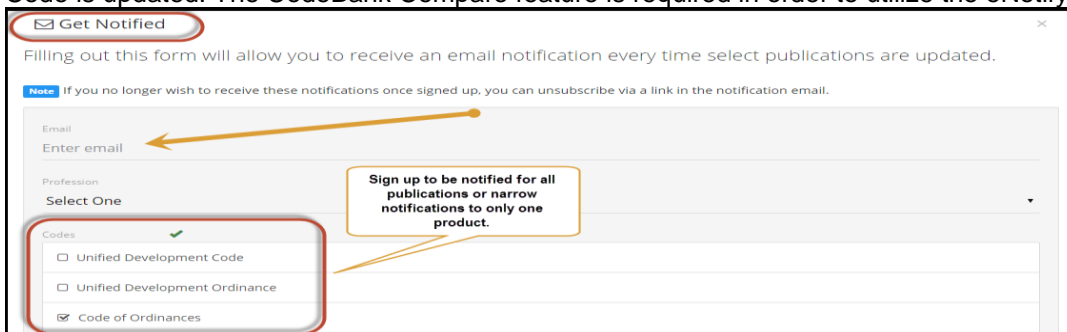 Code is updated. The CodeBank Compare feature is required in order to utilize the eNotify
Get Notified
×
Filling out this form will allow you to receive an email notification every time select publications are updated.
Note If you no longer wish to receive these notifications once signed up, you can unsubscribe via a link in the notification email.
Email
Enter email
Profession
Select One
Sign up to be notified for all
publications or narrow
notifications to only one
product.
Codes
Unified Development Code
Unified Development Ordinance
Code of Ordinances